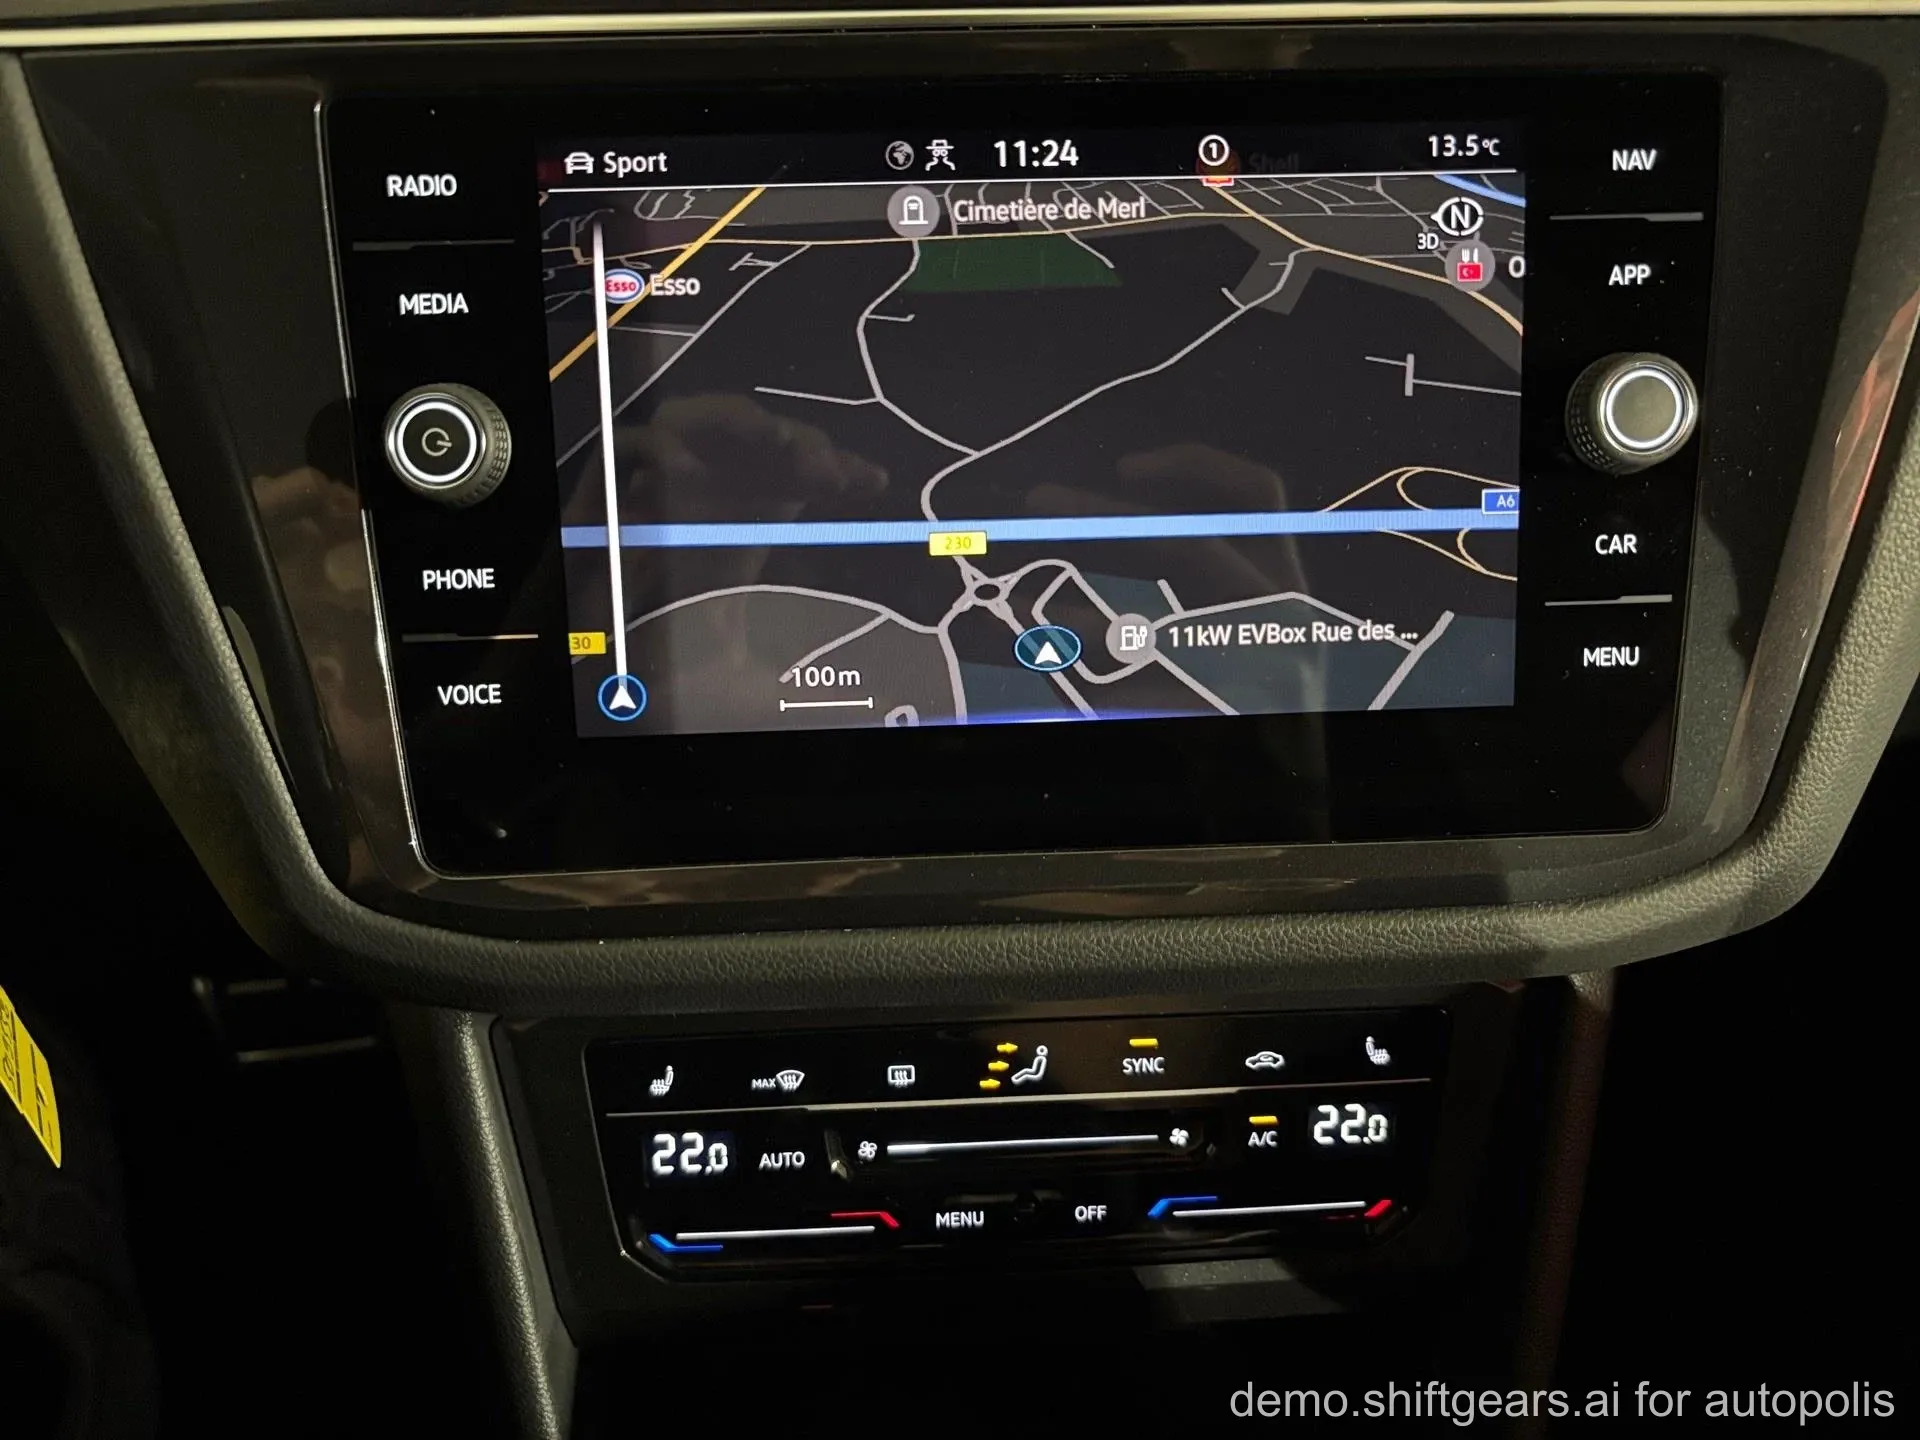 RADIO
MEDIA
PHONE
VOICE
Sport
11:24
1
13.5°C
Cimetière de Merl
N
3D
Esso
Esso
O
A6
230
30
11kW EVBox Rue des ...
100m
NAV
APP
CAR
MENU
MAX
SYNC
22.0
AUTO
A/C
22.0
MENU
OFF
demo.shiftgears.ai for autopolis